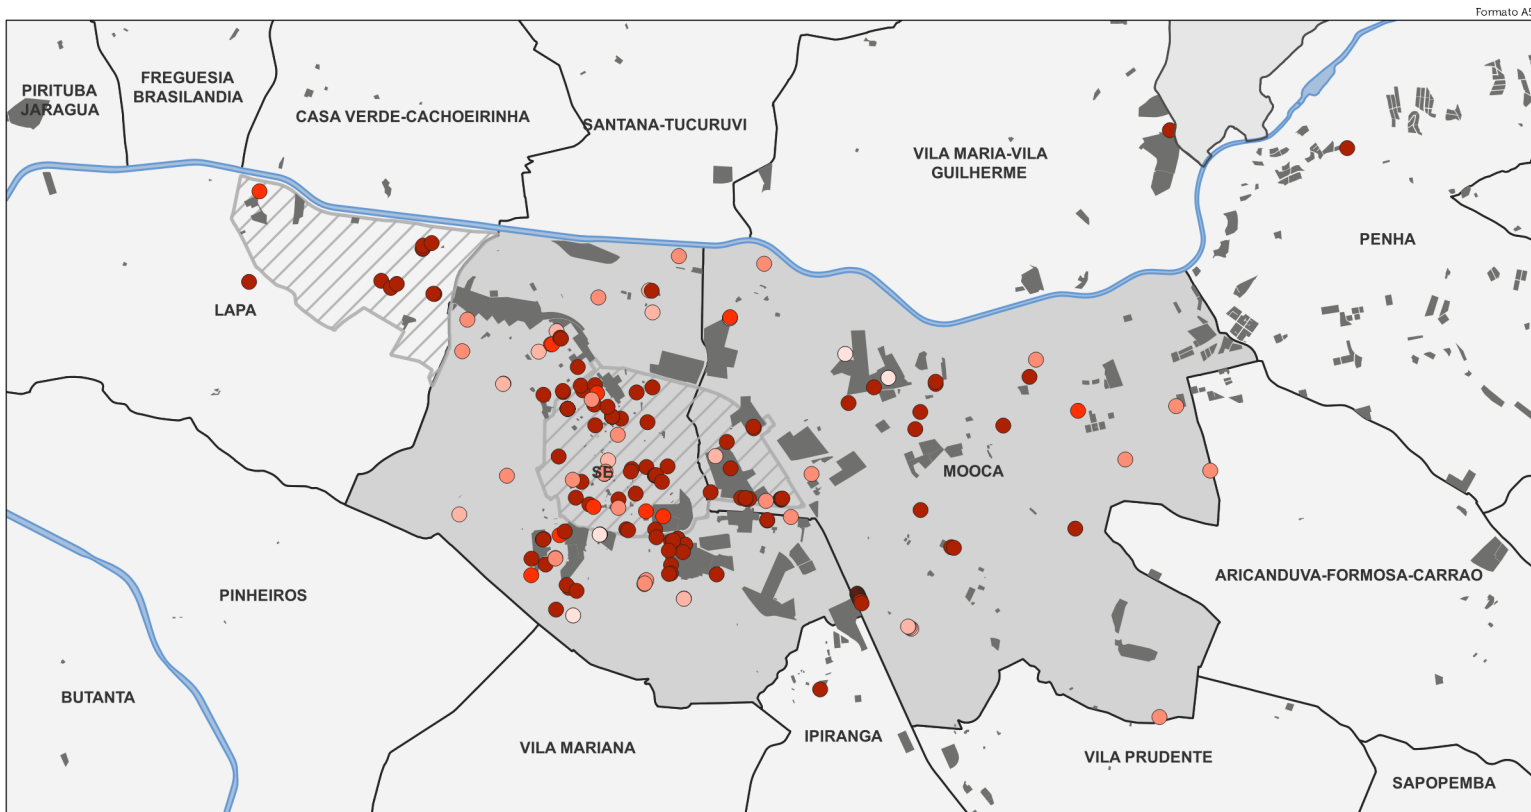 Formato A5
PIRITUBA
JARAGUA
FREGUESIA
BRASILANDIA
CASA VERDE-CACHOEIRINHA
SANTANA-TUCURUVI
VILA MARIA-VILA
GUILHERME
PENHA
LAPA
SE
MOOCA
PINHEIROS
ARICANDUVA-FORMOSA-CARRAO
BUTANTA
VILA MARIANA
IPIRANGA
VILA PRUDENTE
SAPOPEMBA